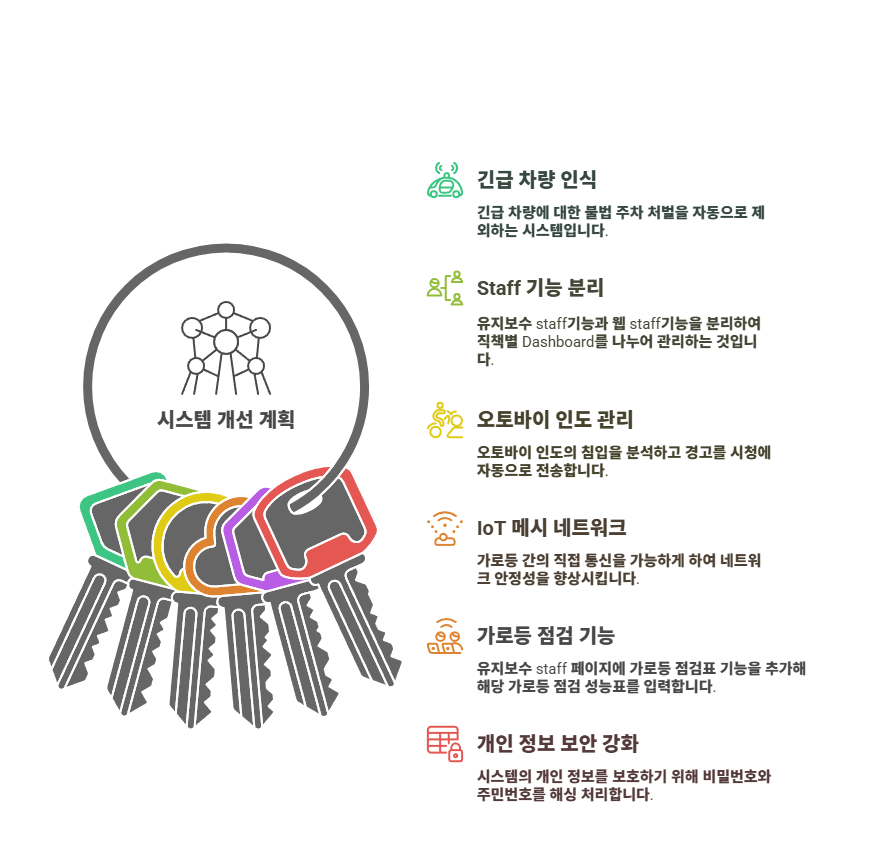 시스템 개선 계획
긴급 차량 인식
긴급 차량에 대한 불법 주차 처벌을 자동으로 제
외하는 시스템입니다.
Staff 기능 분리
유지보수 staff기능과 웹 staff기능을 분리하여
직책별 Dashboard를 나누어 관리하는 것입니
다.
오토바이 인도 관리
오토바이 인도의 침입을 분석하고 경고를 시청에
자동으로 전송합니다.
IoT 메시 네트워크
가로등 간의 직접 통신을 가능하게 하여 네트워
크 안정성을 향상시킵니다.
가로등 점검 기능
유지보수 staff 페이지에 가로등 점검표 기능을 추가해
해당 가로등 점검 성능표를 입력합니다.
개인 정보 보안 강화
시스템의 개인 정보를 보호하기 위해 비밀번호와
주민번호를 해싱 처리합니다.